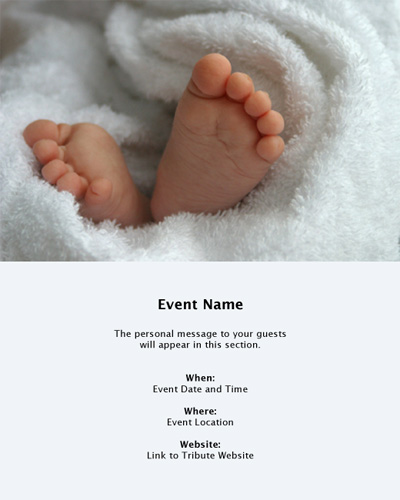 Event Name
The personal message to your guests
will appear in this section.
When:
Event Date and Time
Where:
Event Location
Website:
Link to Tribute Website